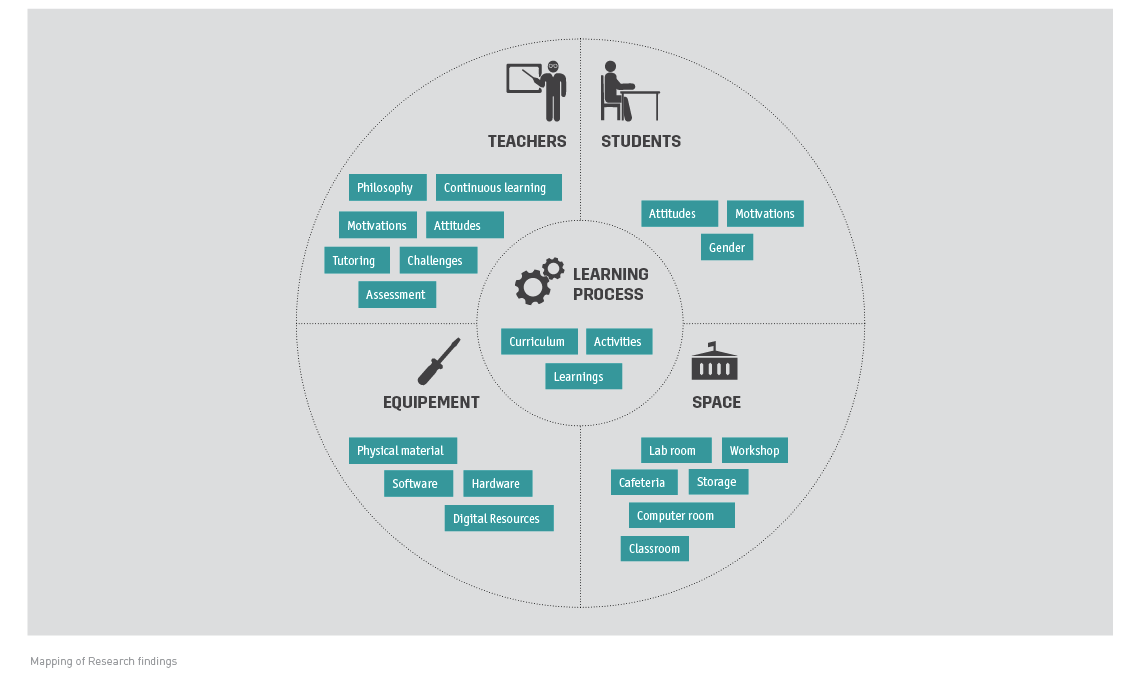 TEACHERS
STUDENTS
Philosophy
Continuous learning
Motivations
Attitudes
Tutoring
Challenges
Assessment
Attitudes
Motivations
Gender
LEARNING
PROCESS
Curriculum
Activities
Learnings
EQUIPEMENT
Physical material
Software
Hardware
Digital Resources
SPACE
Lab room
Workshop
Cafeteria
Storage
Computer room
Classroom
Mapping of Research findings